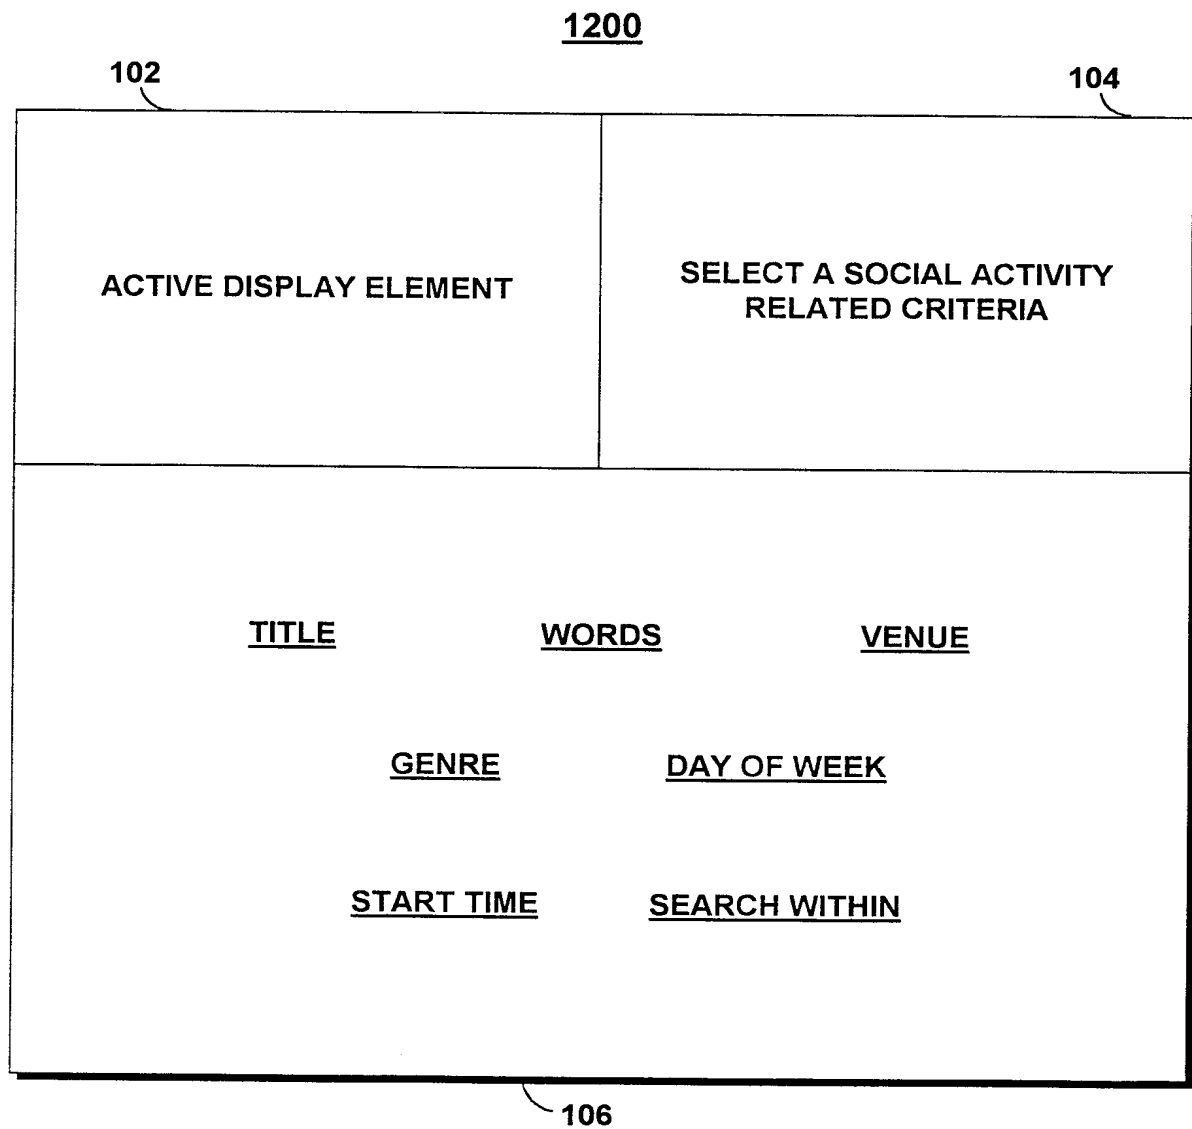 1200
102
104
ACTIVE DISPLAY ELEMENT
SELECT A SOCIAL ACTIVITY
RELATED CRITERIA
TITLE WORDS VENUE
GENRE DAY OF WEEK
START TIME SEARCH WITHIN
106